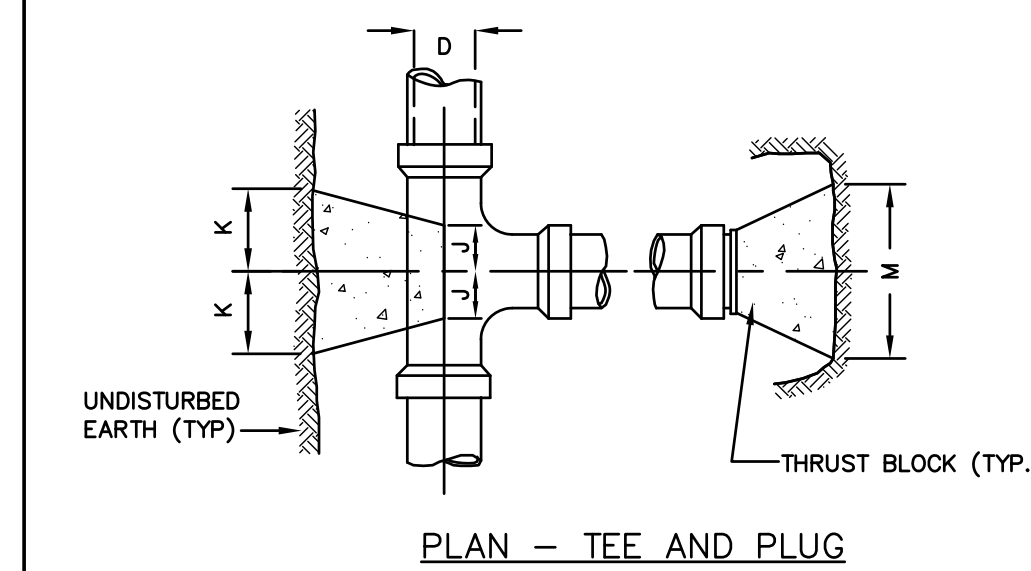 D
K
J
M
J
K
UNDISTURBED
EARTH (TYP)
THRUST BLOCK (TYP.
PLAN – TEE AND PLUG